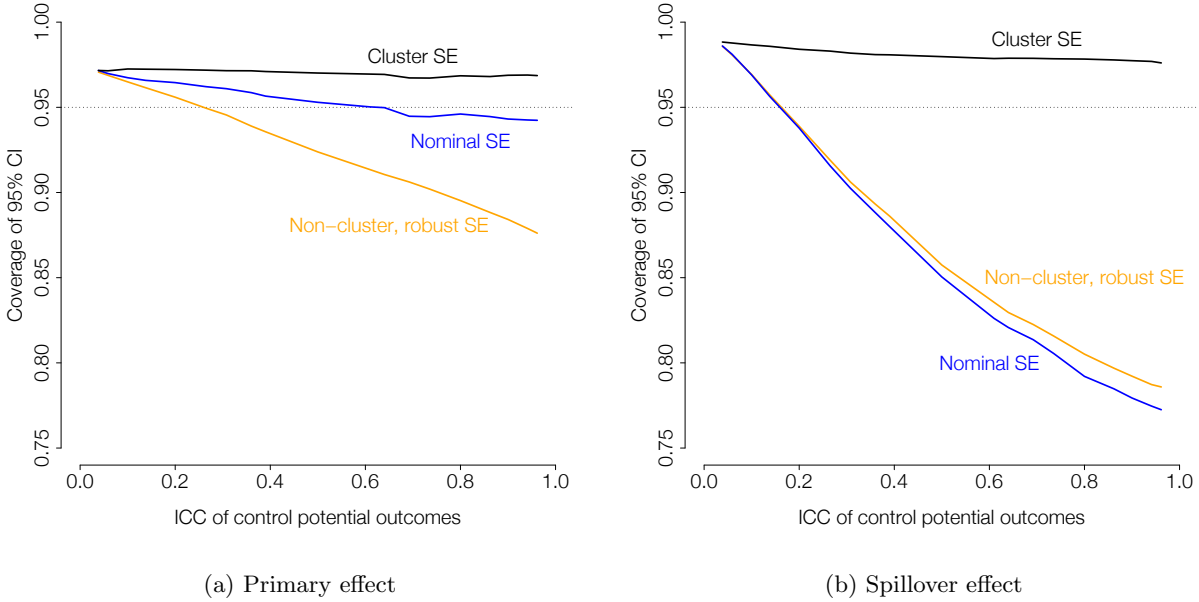 Coverage of 95% CI
1.00
0.95
0.90
0.85
0.80
0.75
Cluster SE
Nominal SE
Non−cluster, robust SE
0.0 0.2 0.4 0.6 0.8 1.0
ICC of control potential outcomes
(a) Primary effect
Coverage of 95% CI
1.00
0.95
0.90
0.85
0.80
0.75
Cluster SE
Non−cluster, robust SE
Nominal SE
0.0 0.2 0.4 0.6 0.8 1.0
ICC of control potential outcomes
(b) Spillover effect